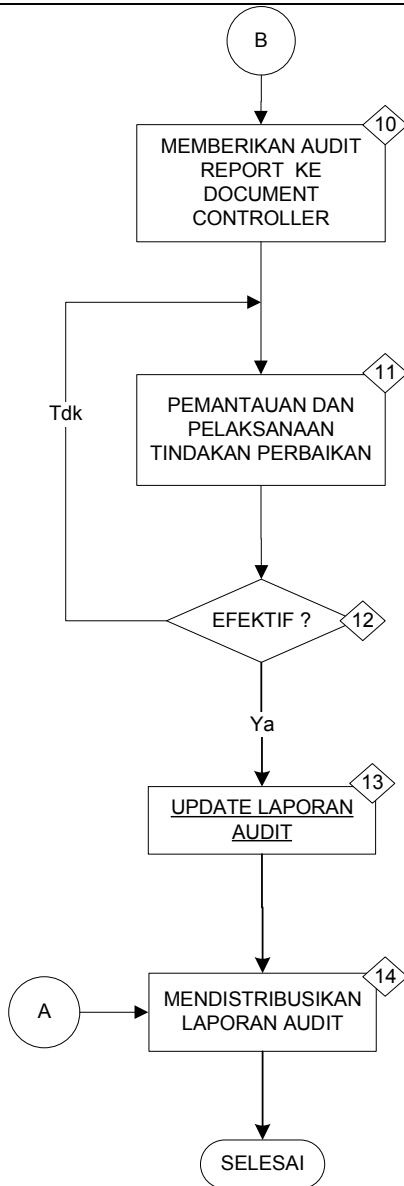 B
10
MEMBERIKAN AUDIT
REPORT KE
DOCUMENT
CONTROLLER
11
Tdk
PEMANTAUAN DAN
PELAKSANAAN
TINDAKAN PERBAIKAN
EFEKTIF ?
12
Ya
13
UPDATE LAPORAN
AUDIT
14
A
MENDISTRIBUSIKAN
LAPORAN AUDIT
SELESAI